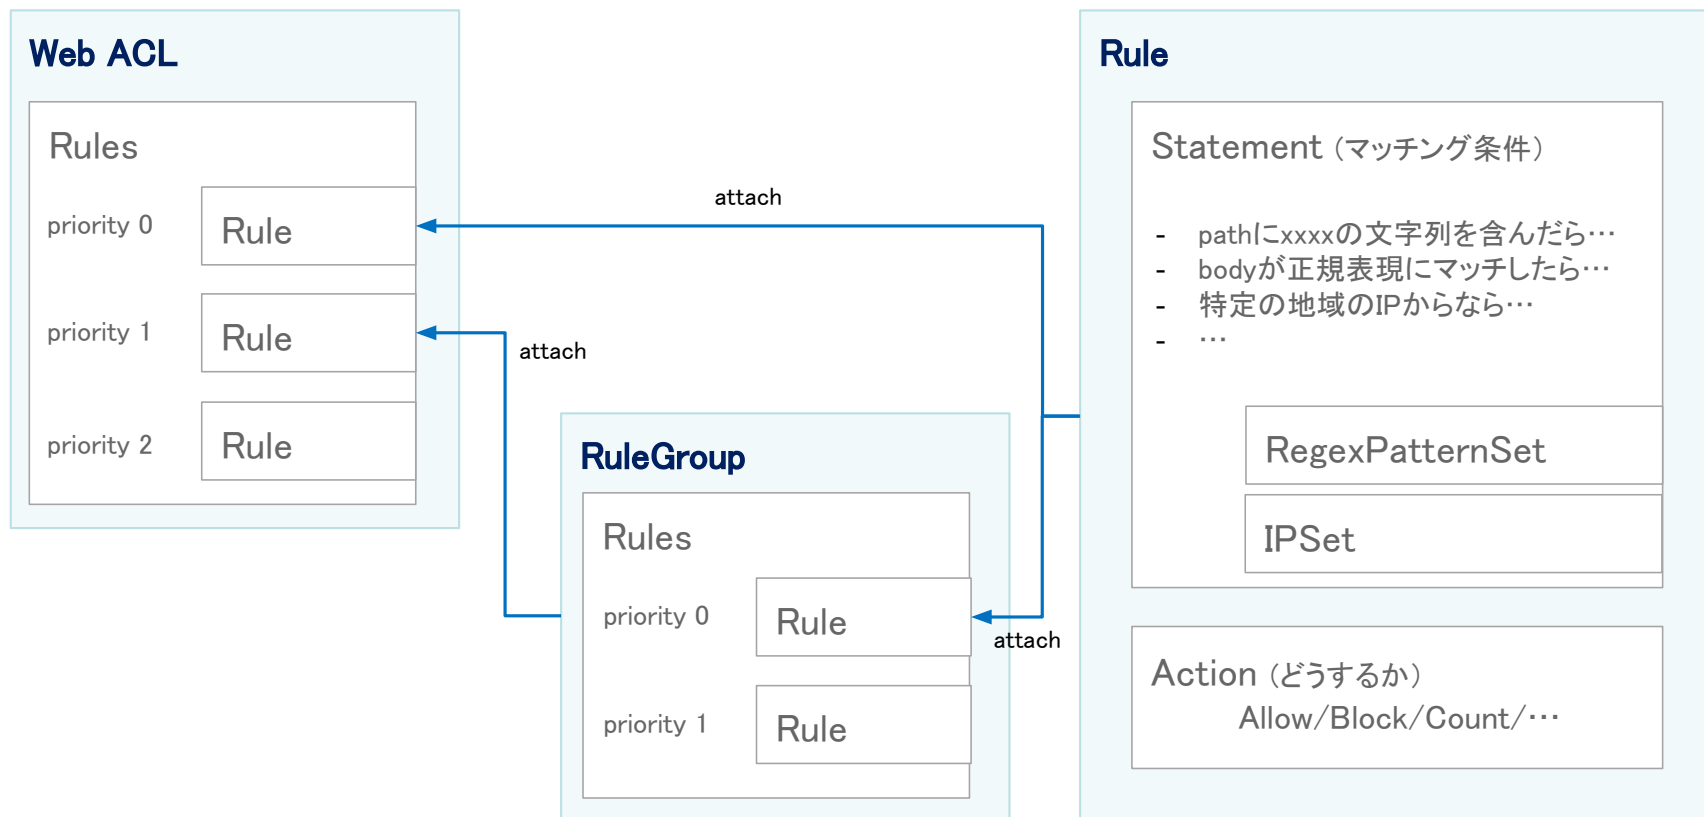 Web ACL
Rules
priority 0
Rule
priority 1
Rule
priority 2
Rule
attach
attach
RuleGroup
Rules
priority 0
Rule
priority 1
Rule
attach
Rule
Statement（マッチング条件）
- pathにxxxxの文字列を含んだら…
- bodyが正規表現にマッチしたら…
- 特定の地域のIPからなら…
- …
RegexPatternSet
IPSet
Action（どうするか）
Allow/Block/Count/…